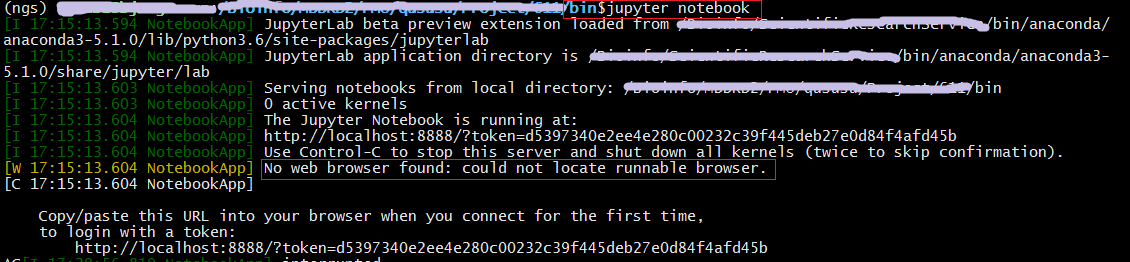 (ngs) bin$jupyter notebook
[I 17:15:13.594 NotebookApp] JupyterLab beta preview extension loaded from /bin/anaconda/
anaconda3-5.1.0/lib/python3.6/site-packages/jupyterlab
[I 17:15:13.594 NotebookApp] JupyterLab application directory is /bin/anaconda/anaconda3-
5.1.0/share/jupyter/lab
[I 17:15:13.603 NotebookApp] Serving notebooks from local directory: /bin
[I 17:15:13.603 NotebookApp] 0 active kernels
[I 17:15:13.604 NotebookApp] The Jupyter Notebook is running at:
[I 17:15:13.604 NotebookApp] http://localhost:8888/?token=d5397340e2ee4e280c00232c39f445deb27e0d84f4afd45b
[I 17:15:13.604 NotebookApp] Use Control-C to stop this server and shut down all kernels (twice to skip confirmation).
[W 17:15:13.604 NotebookApp] No web browser found: could not locate runnable browser.
[C 17:15:13.604 NotebookApp]
Copy/paste this URL into your browser when you connect for the first time,
to login with a token:
http://localhost:8888/?token=d5397340e2ee4e280c00232c39f445deb27e0d84f4afd45b